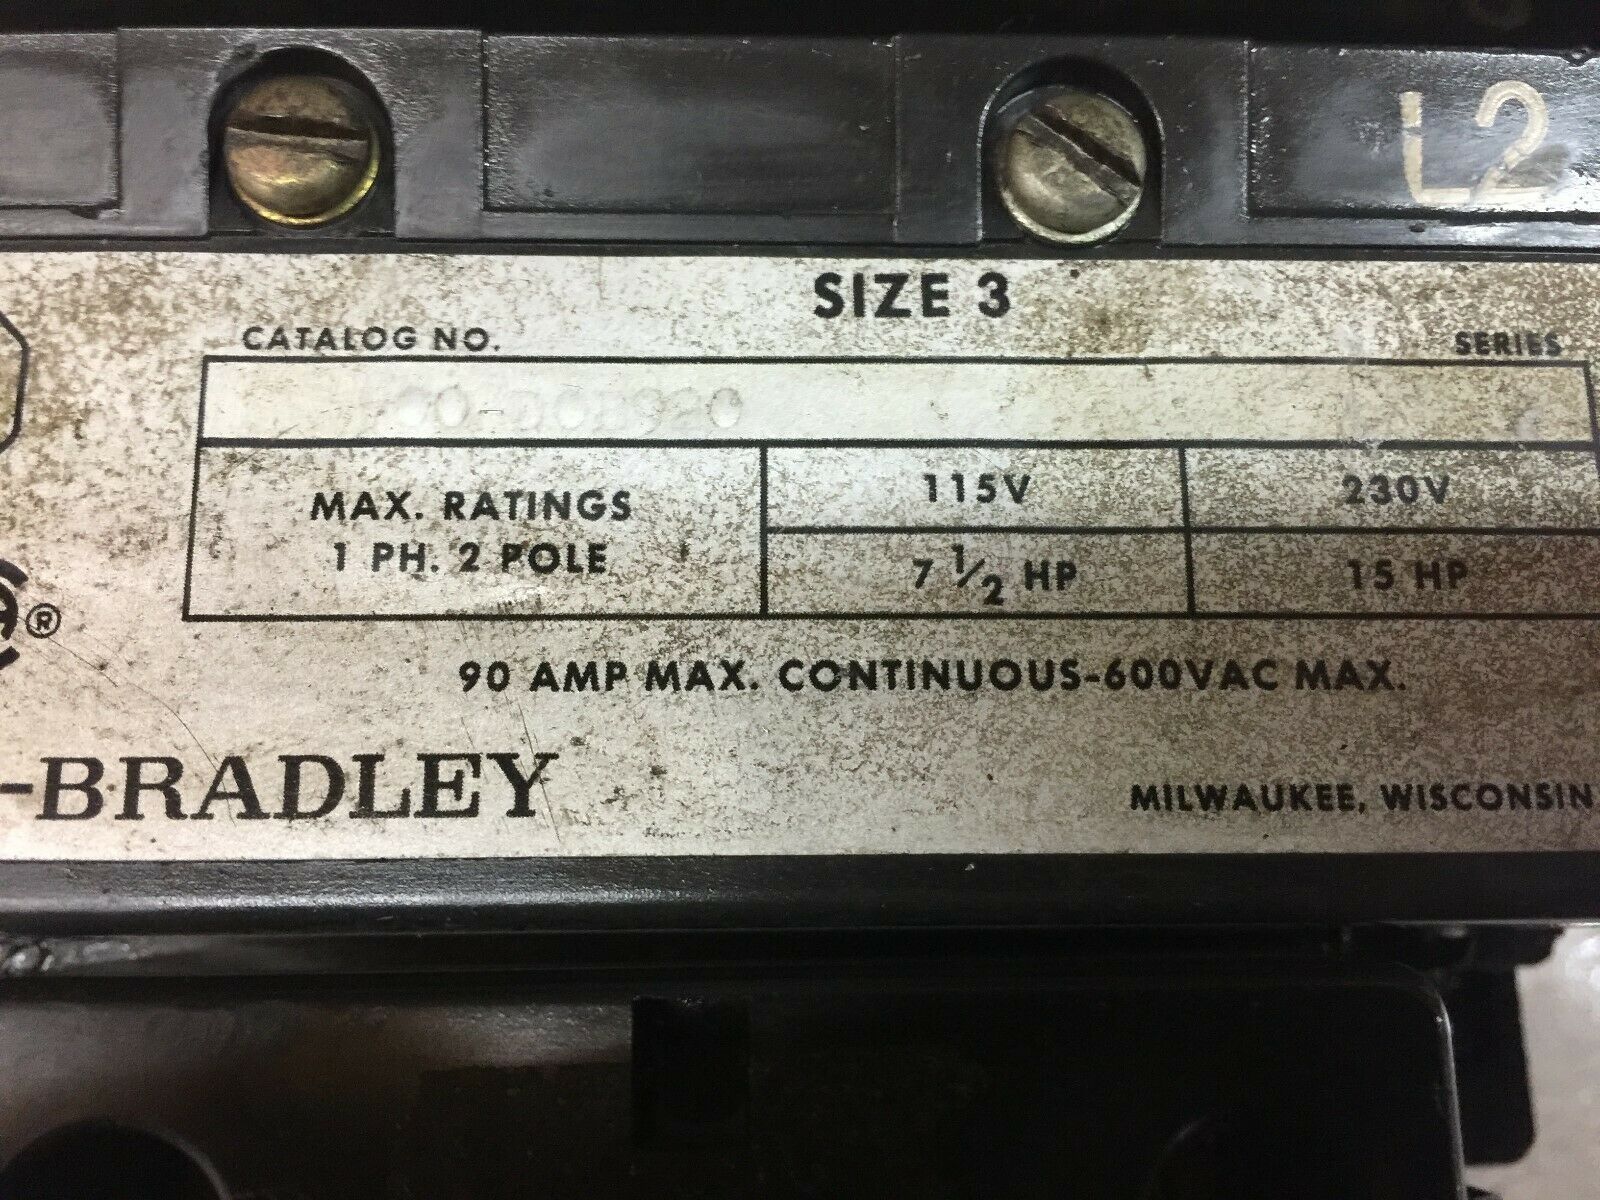 L2
SIZE 3
CATALOG NO.
SERIES
MAX. RATINGS
1 PH. 2 POLE
115V
230V
7 1/2 HP
15 HP
®
90 AMP MAX. CONTINUOUS-600VAC MAX.
-BRADLEY
MILWAUKEE, WISCONSIN